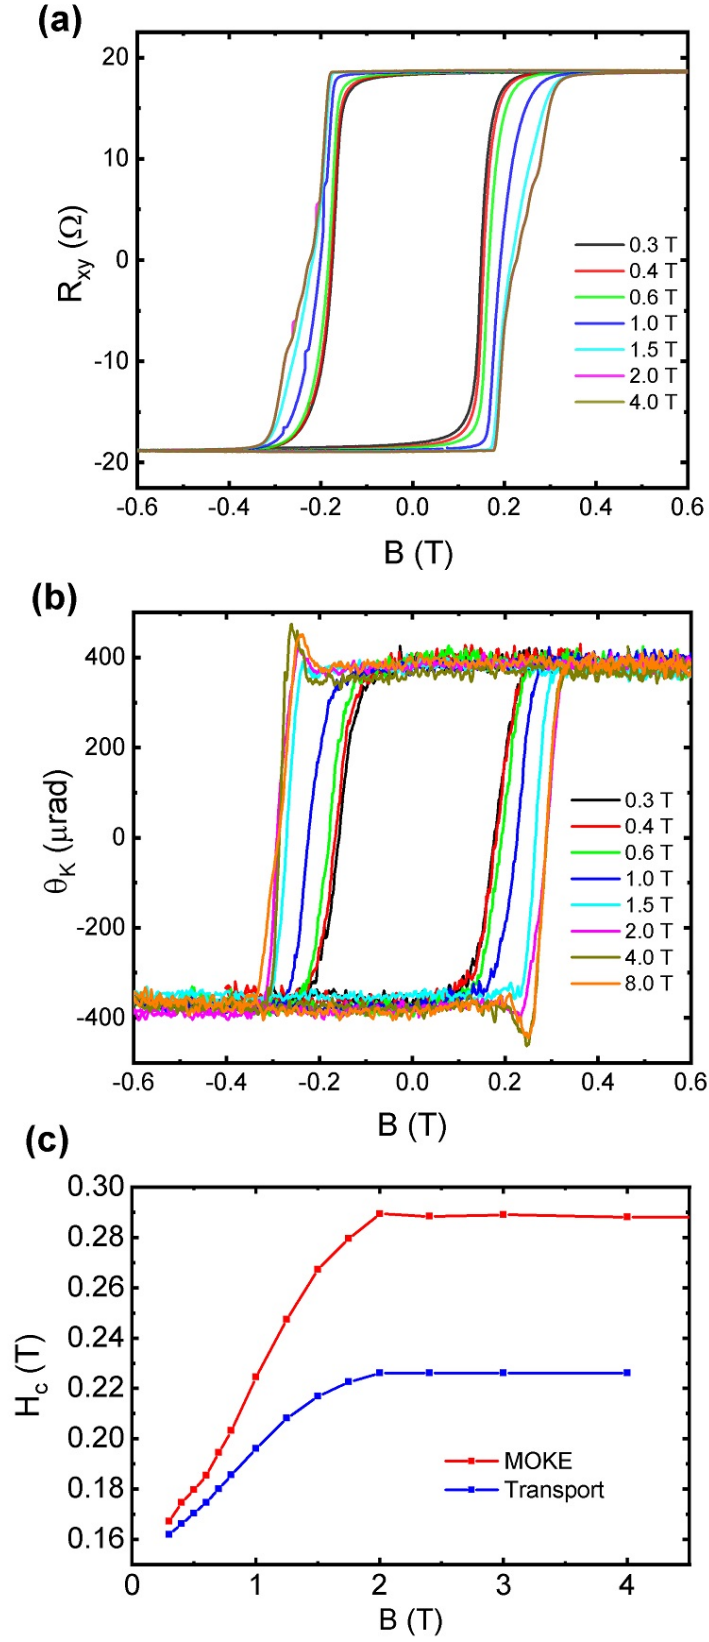 (a)
20
10
0
-10
-20
R_xy (Ω)
0.3 T
0.4 T
0.6 T
1.0 T
1.5 T
2.0 T
4.0 T
-0.6 -0.4 -0.2 0.0 0.2 0.4 0.6
B (T)
(b)
400
200
0
-200
-400
θ_K (μrad)
0.3 T
0.4 T
0.6 T
1.0 T
1.5 T
2.0 T
4.0 T
8.0 T
-0.6 -0.4 -0.2 0.0 0.2 0.4 0.6
B (T)
(c)
0.30
0.28
0.26
0.24
0.22
0.20
0.18
0.16
H_c (T)
MOKE
Transport
0 1 2 3 4
B (T)